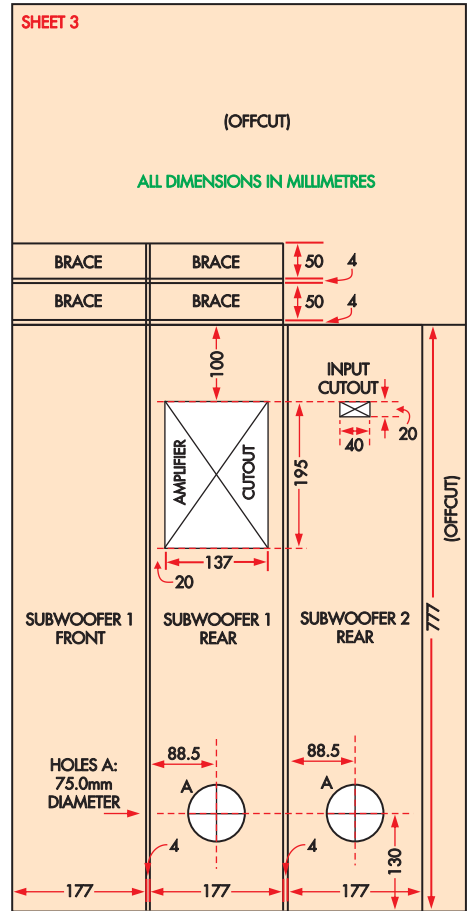 SHEET 3
(OFFCUT)
ALL DIMENSIONS IN MILLIMETRES
BRACE
BRACE
50
4
BRACE
BRACE
50
4
100
INPUT
CUTOUT
20
40
AMPLIFIER
CUTOUT
195
137
20
(OFFCUT)
777
SUBWOOFER 1
FRONT
SUBWOOFER 1
REAR
SUBWOOFER 2
REAR
HOLES A:
75.0mm
DIAMETER
88.5
A
88.5
A
4
4
130
177
177
177